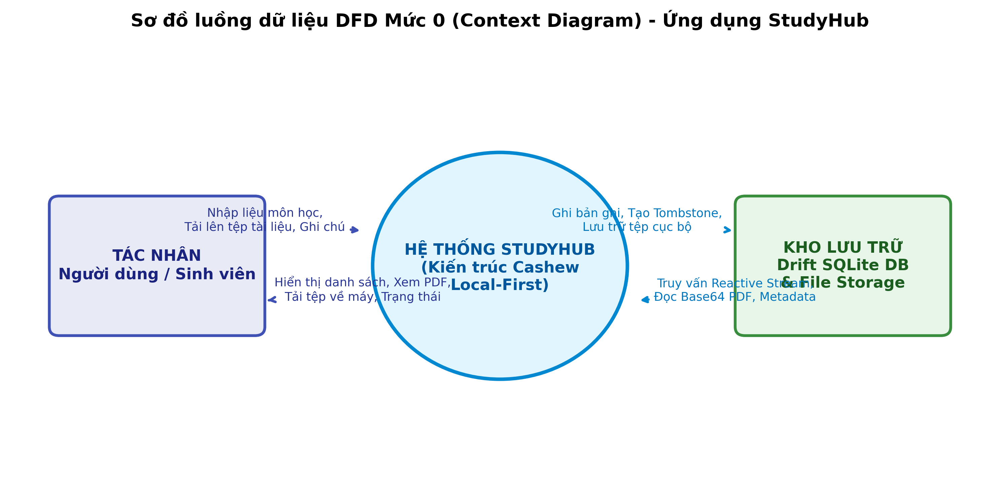 Sơ đồ luồng dữ liệu DFD Mức 0 (Context Diagram) - Ứng dụng StudyHub
Nhập liệu môn học,
Tải lên tệp tài liệu, Ghi chú
TÁC NHÂN
Người dùng / Sinh viên
Hiển thị danh sách, Xem PDF,
Tải tệp về máy, Trạng thái
HỆ THỐNG STUDYHUB
(Kiến trúc Cashew
Local-First)
Ghi bản ghi, Tạo Tombstone,
Lưu trữ tệp cục bộ
KHO LƯU TRỮ
Drift SQLite DB
& File Storage
Truy vấn Reactive Stream,
Đọc Base64 PDF, Metadata